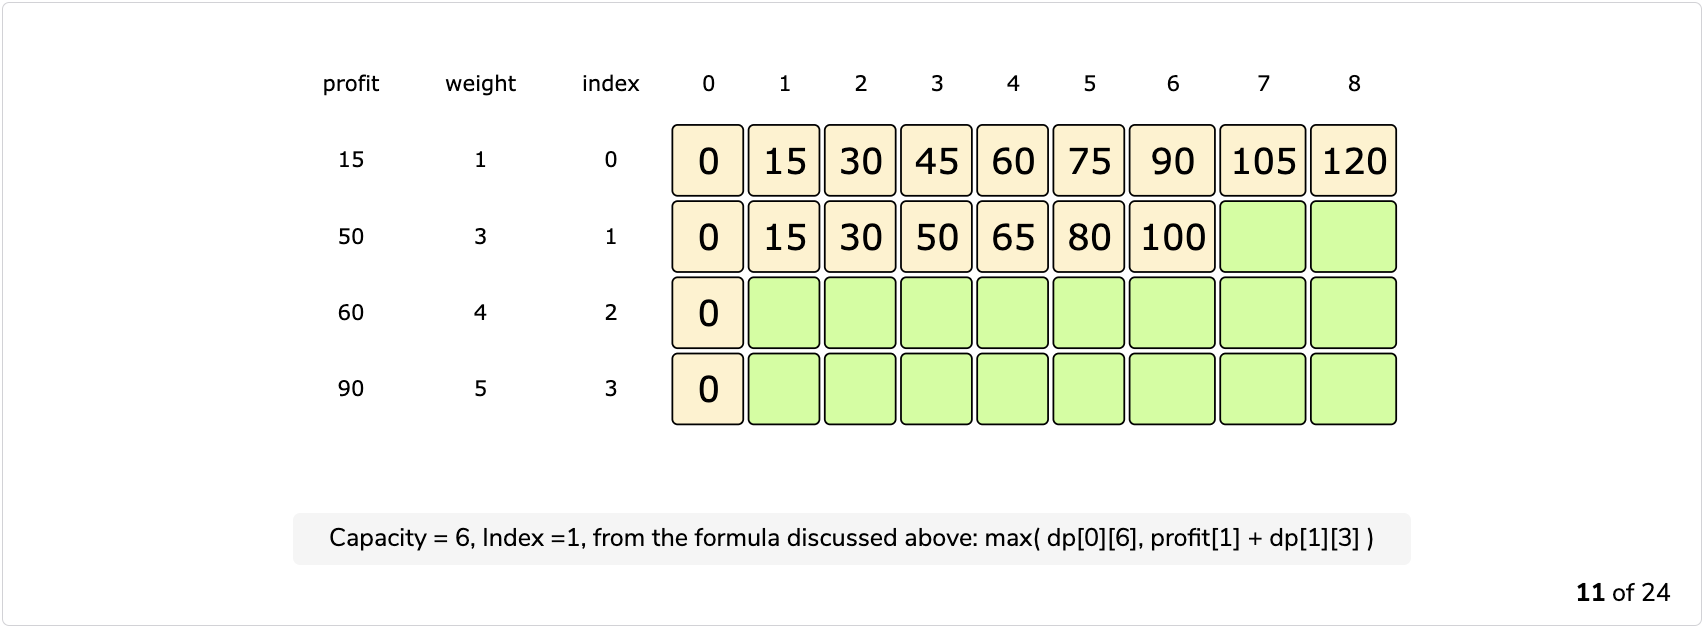 profit weight index 0 1 2 3 4 5 6 7 8
15 1 0 0 15 30 45 60 75 90 105 120
50 3 1 0 15 30 50 65 80 100
60 4 2 0
90 5 3 0
Capacity = 6, Index =1, from the formula discussed above: max( dp[0][6], profit[1] + dp[1][3] )
11 of 24